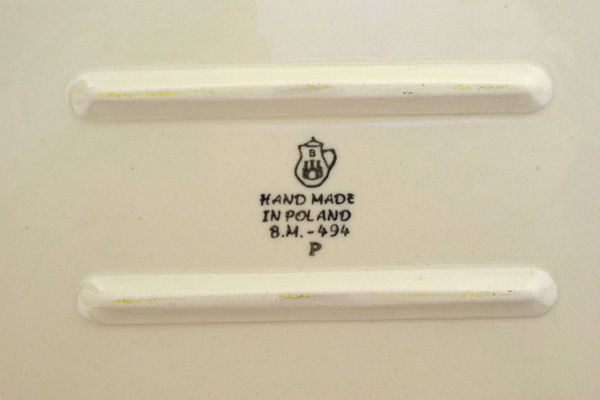 B
HAND MADE
IN POLAND
B.M.-494
P